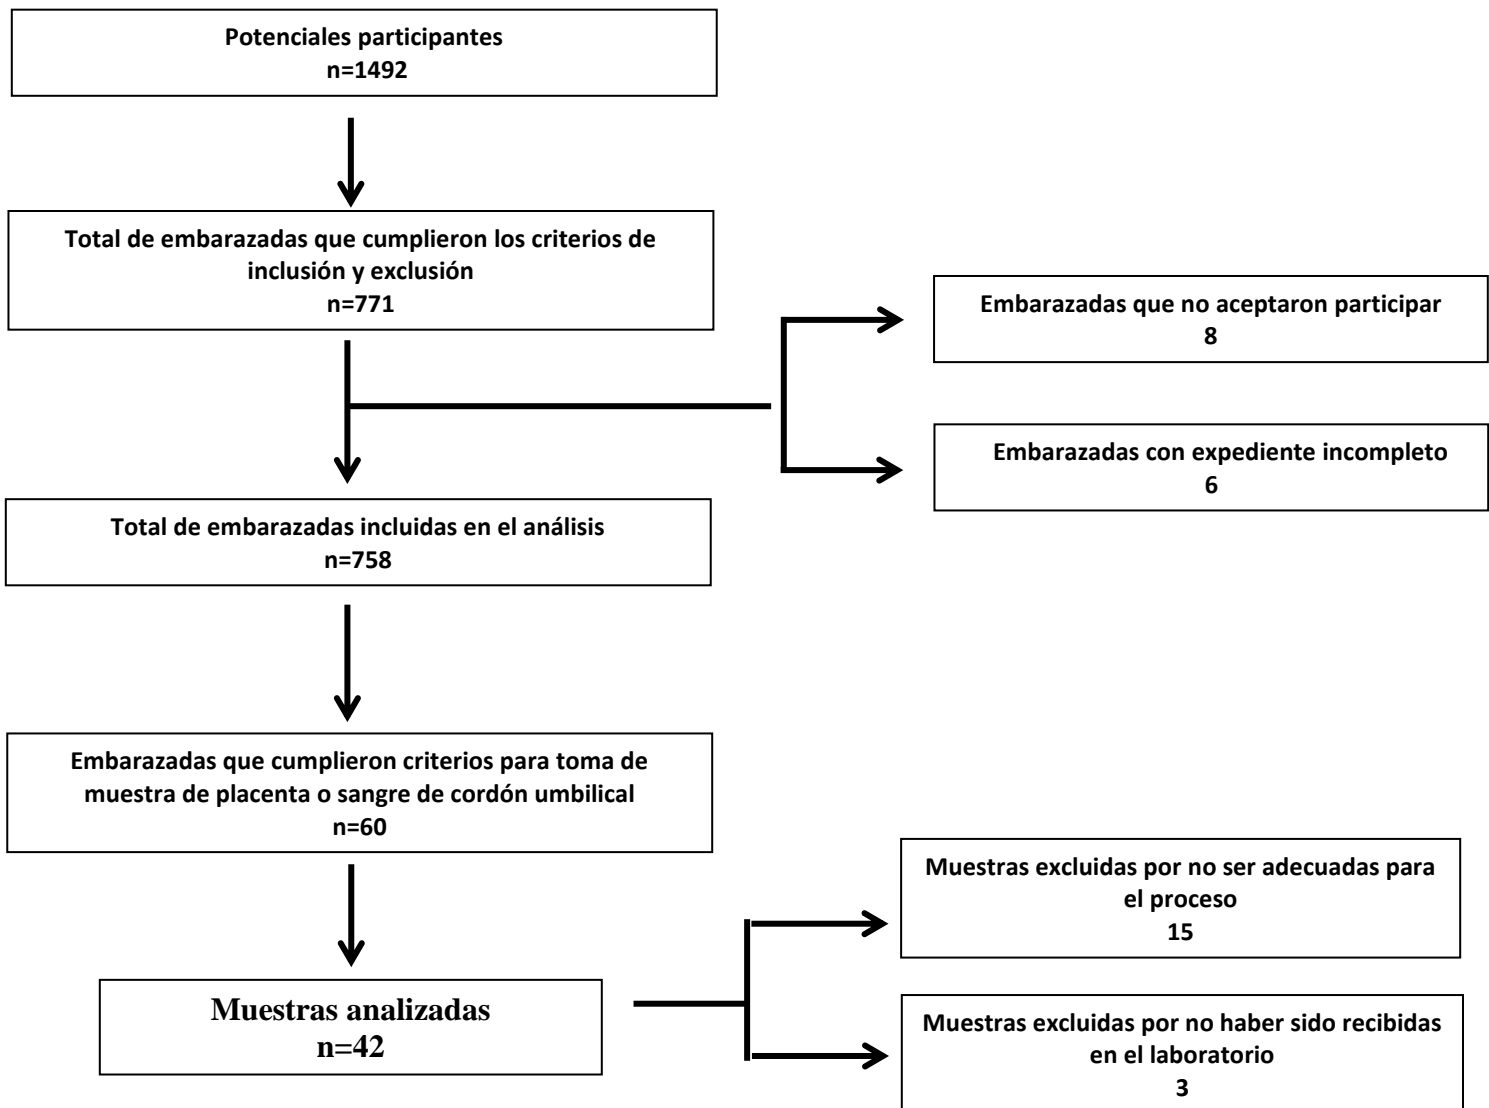 Potenciales participantes
n=1492
Total de embarazadas que cumplieron los criterios de
inclusión y exclusión
n=771
Embarazadas que no aceptaron participar
8
Embarazadas con expediente incompleto
6
Total de embarazadas incluidas en el análisis
n=758
Embarazadas que cumplieron criterios para toma de
muestra de placenta o sangre de cordón umbilical
n=60
Muestras excluidas por no ser adecuadas para
el proceso
15
Muestras analizadas
n=42
Muestras excluidas por no haber sido recibidas
en el laboratorio
3